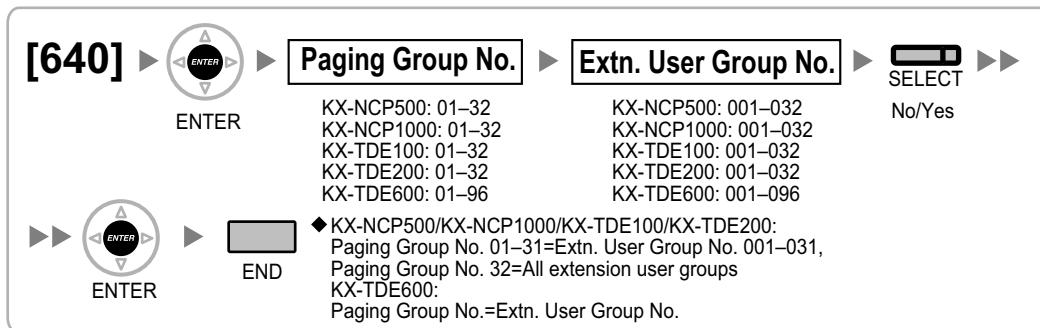 [640] ENTER Paging Group No. Extn. User Group No. SELECT
ENTER
No/Yes
KX-NCP500: 01–32
KX-NCP1000: 01–32
KX-TDE100: 01–32
KX-TDE200: 01–32
KX-TDE600: 01–96
KX-NCP500: 001–032
KX-NCP1000: 001–032
KX-TDE100: 001–032
KX-TDE200: 001–032
KX-TDE600: 001–096
ENTER
ENTER
END
◆KX-NCP500/KX-NCP1000/KX-TDE100/KX-TDE200:
Paging Group No. 01–31=Extn. User Group No. 001–031,
Paging Group No. 32=All extension user groups
KX-TDE600:
Paging Group No.=Extn. User Group No.